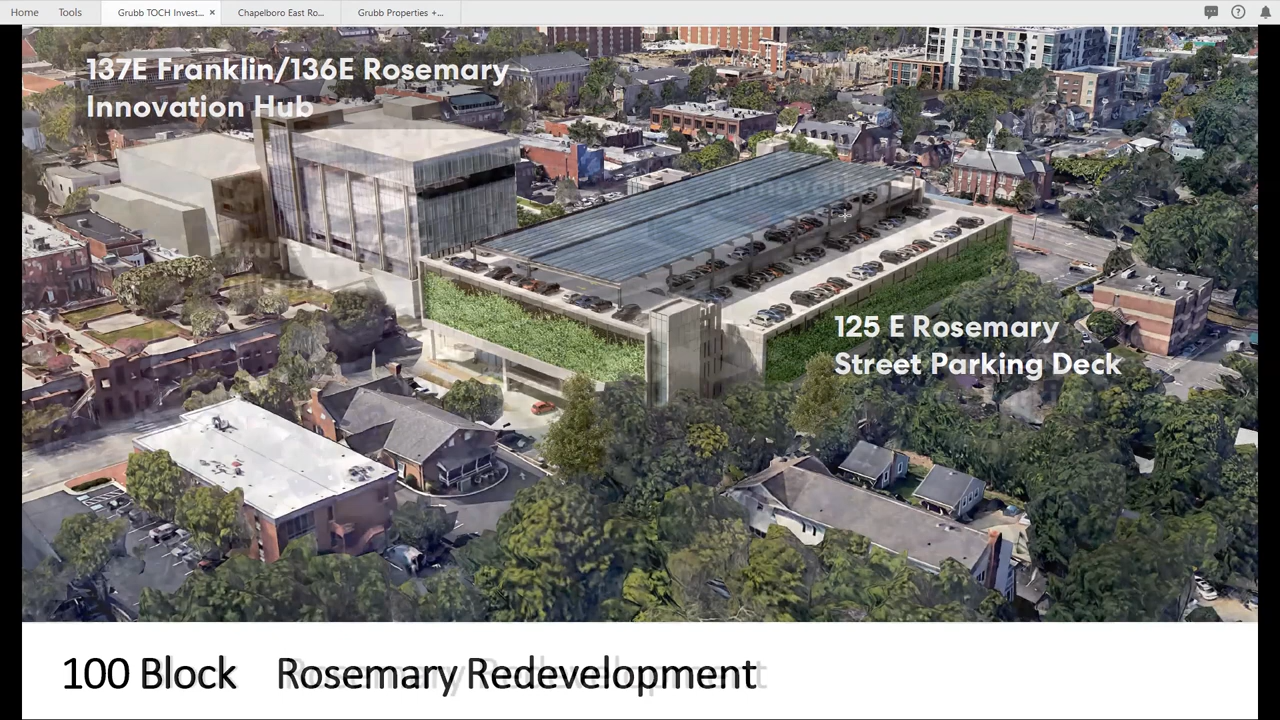 Home
Tools
Grubb TOCH Invest...
Chapelboro East Ro...
Grubb Properties +...
137E Franklin/136E Rosemary
Innovation Hub
125 E Rosemary
Street Parking Deck
100 Block Rosemary Redevelopment